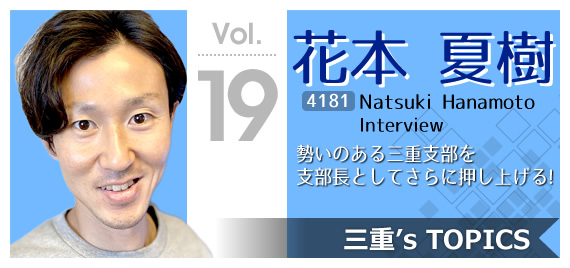 Vol.
19
花本 夏樹
4181 Natsuki Hanamoto
Interview
勢いのある三重支部を
支部長としてさらに押し上げる!
三重's TOPICS